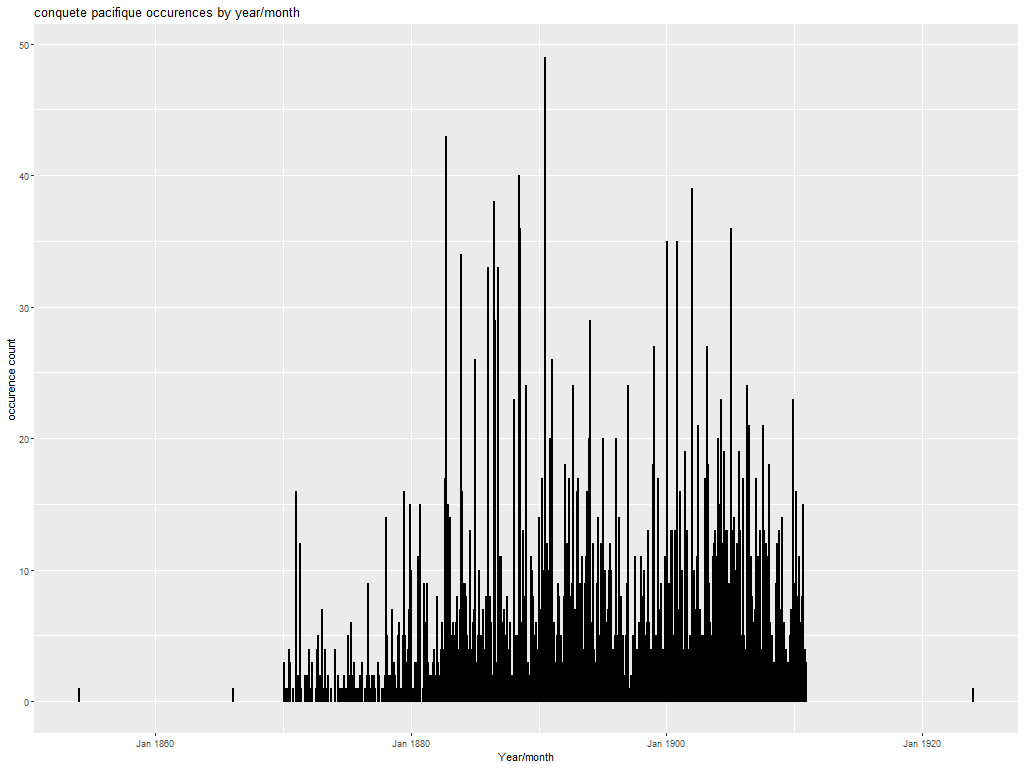 conquete pacifique occurences by year/month
occurence count
50
40
30
20
10
0
Jan 1860
Jan 1880
Jan 1900
Jan 1920
Year/month